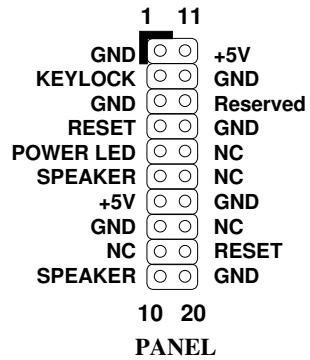 1 11
GND +5V
KEYLOCK GND
GND Reserved
RESET GND
POWER LED NC
SPEAKER NC
+5V GND
GND NC
NC RESET
SPEAKER GND
10 20
PANEL